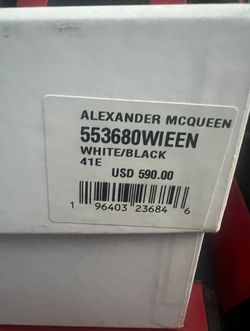 ALEXANDER MCQUEEN
553680WIEEN
WHITE/BLACK
41E
USD 590.00
1 96403 23684 6